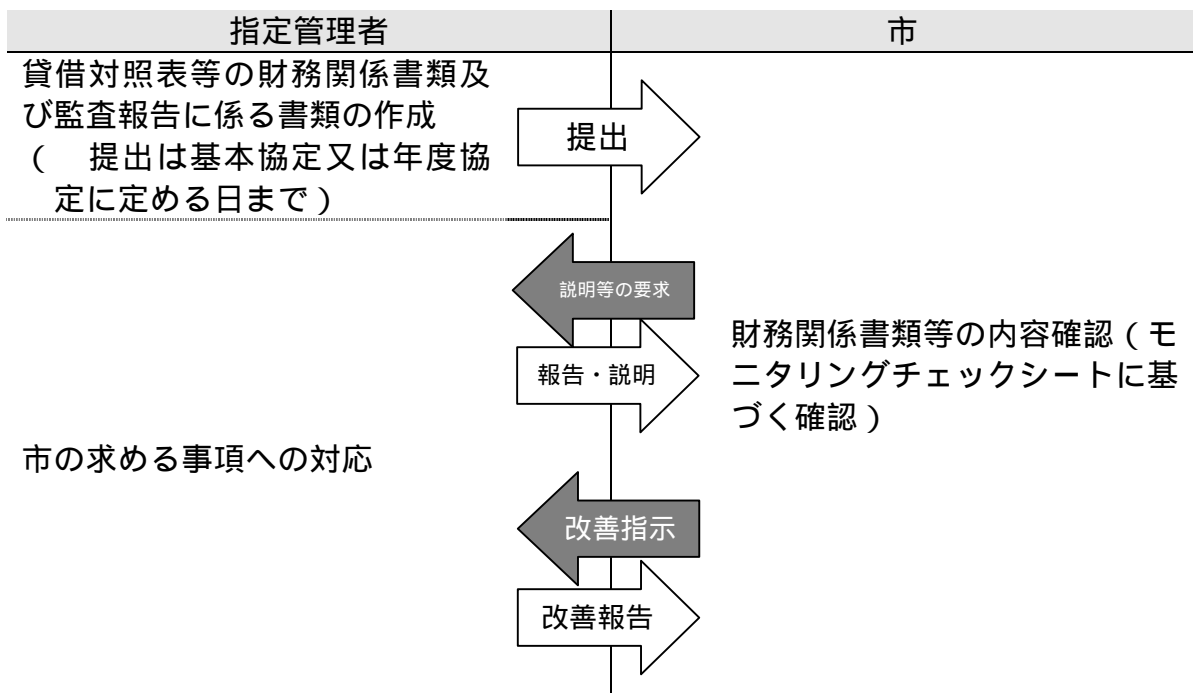 指定管理者
市
貸借対照表等の財務関係書類及
び監査報告に係る書類の作成
(　提出は基本協定又は年度協
定に定める日まで)
提出
説明等の要求
報告・説明
財務関係書類等の内容確認(モ
ニタリングチェックシートに基
づく確認)
市の求める事項への対応
改善指示
改善報告